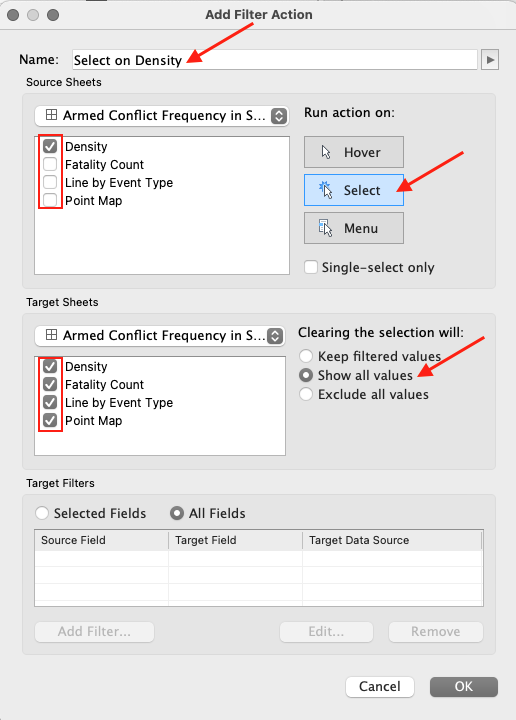 Add Filter Action
Name: Select on Density
Source Sheets
Armed Conflict Frequency in S...
Run action on:
Density
Fatality Count
Line by Event Type
Point Map
Hover
Select
Menu
Single-select only
Target Sheets
Armed Conflict Frequency in S...
Clearing the selection will:
Density
Fatality Count
Line by Event Type
Point Map
Keep filtered values
Show all values
Exclude all values
Target Filters
Selected Fields All Fields
Source Field Target Field Target Data Source
Add Filter... Edit... Remove
Cancel OK